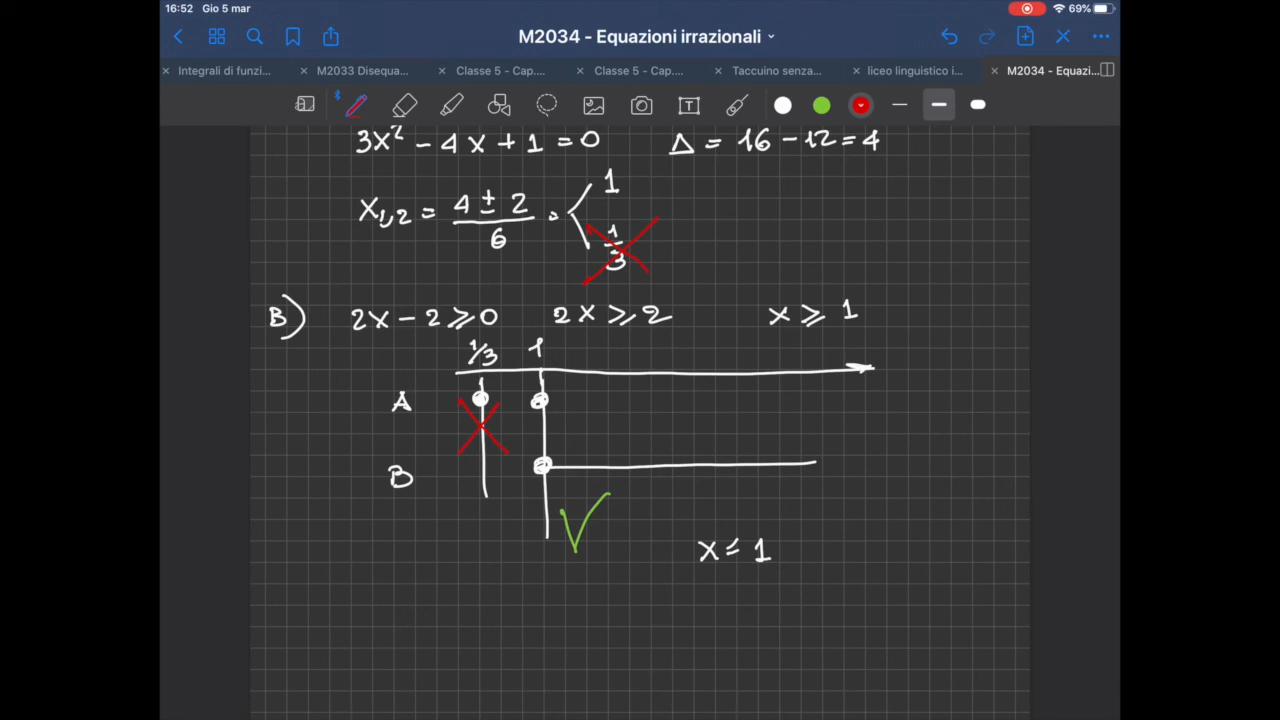 16:52 Gio 5 mar
69%
M2034 - Equazioni irrazionali
Integrali di funzi...
M2033 Disequa...
Classe 5 - Cap....
Classe 5 - Cap....
Taccuino senza...
liceo linguistico i...
M2034 - Equazi...
3x² - 4x + 1 = 0 Δ = 16 - 12 = 4
x₁,₂ = (4 ± 2)/6 = 1
1/3
B) 2x - 2 ⩾ 0 2x ⩾ 2 x ⩾ 1
1/3 1
A
B
x = 1